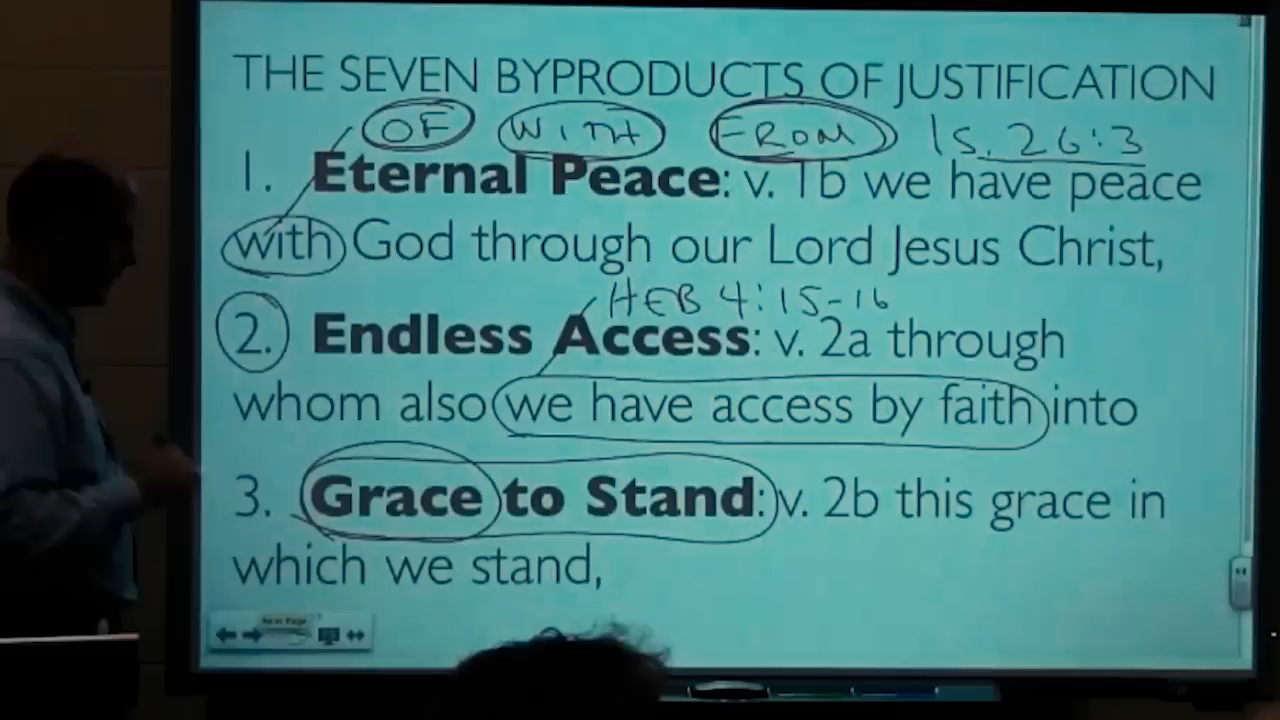 THE SEVEN BYPRODUCTS OF JUSTIFICATION
OF WITH FROM IS. 26:3
1. Eternal Peace: v. 1b we have peace
with God through our Lord Jesus Christ,
HEB 4:15-16
2. Endless Access: v. 2a through
whom also we have access by faith into
3. Grace to Stand: v. 2b this grace in
which we stand,
Next Page